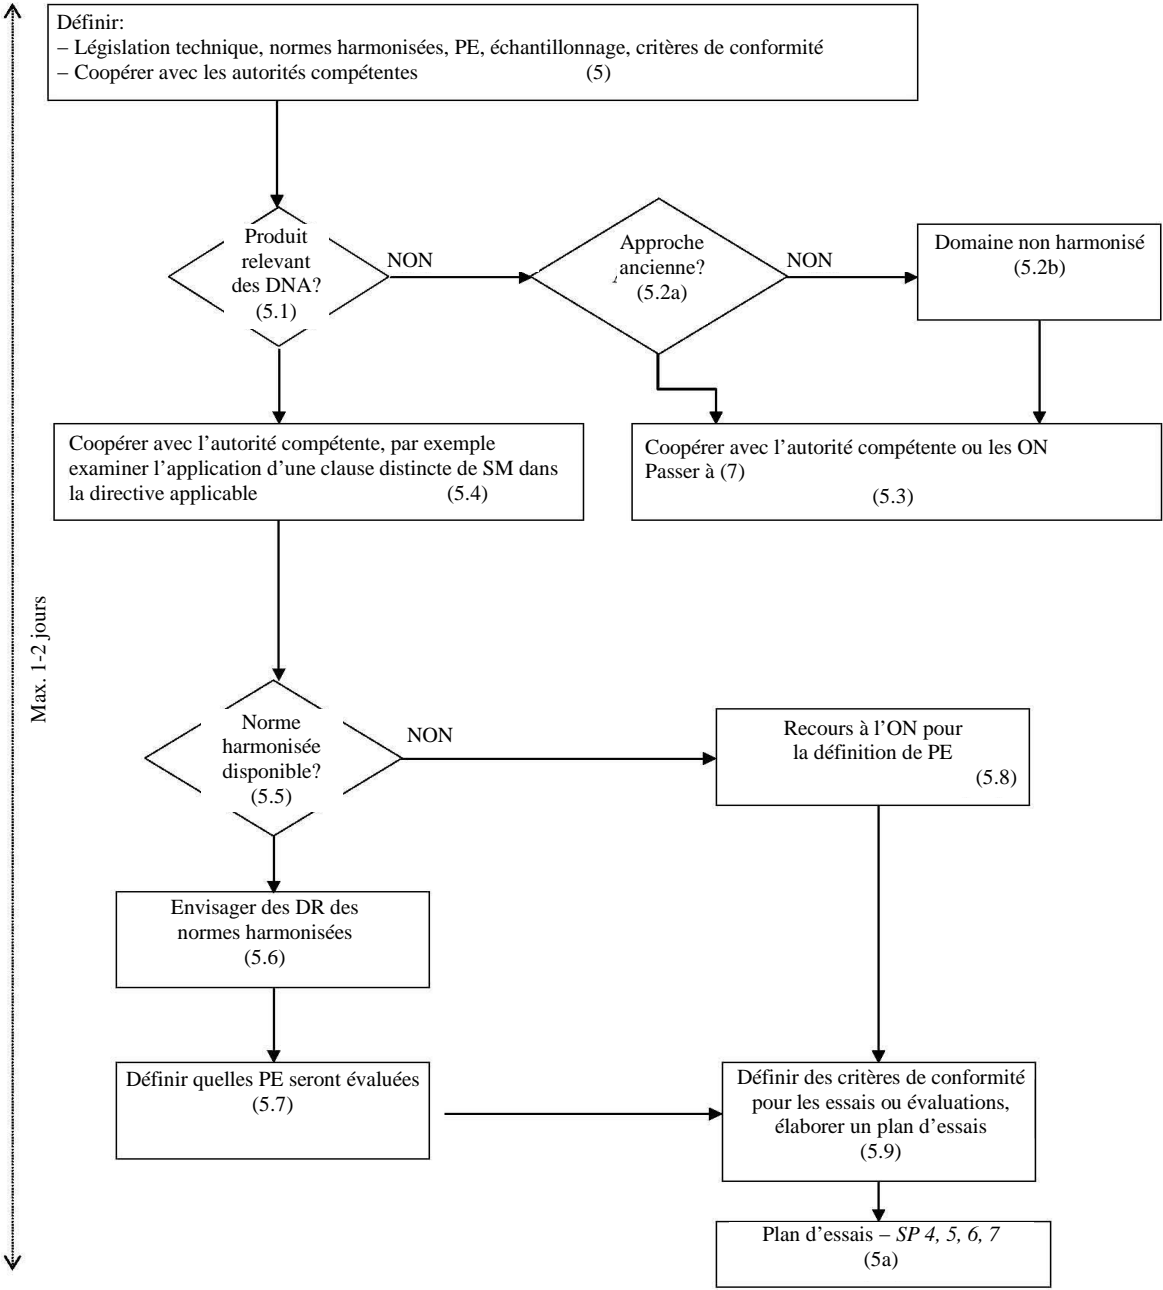 Définir:
– Législation technique, normes harmonisées, PE, échantillonnage, critères de conformité
– Coopérer avec les autorités compétentes (5)
Produit
relevant
des DNA?
(5.1)
NON
Approche
ancienne?
(5.2a)
NON
Domaine non harmonisé
(5.2b)
Coopérer avec l’autorité compétente, par exemple
examiner l’application d’une clause distincte de SM dans
la directive applicable (5.4)
Coopérer avec l’autorité compétente ou les ON
Passer à (7)
(5.3)
Max. 1-2 jours
Norme
harmonisée
disponible?
(5.5)
NON
Recours à l’ON pour
la définition de PE
(5.8)
Envisager des DR des
normes harmonisées
(5.6)
Définir quelles PE seront évaluées
(5.7)
Définir des critères de conformité
pour les essais ou évaluations,
élaborer un plan d’essais
(5.9)
Plan d’essais – SP 4, 5, 6, 7
(5a)